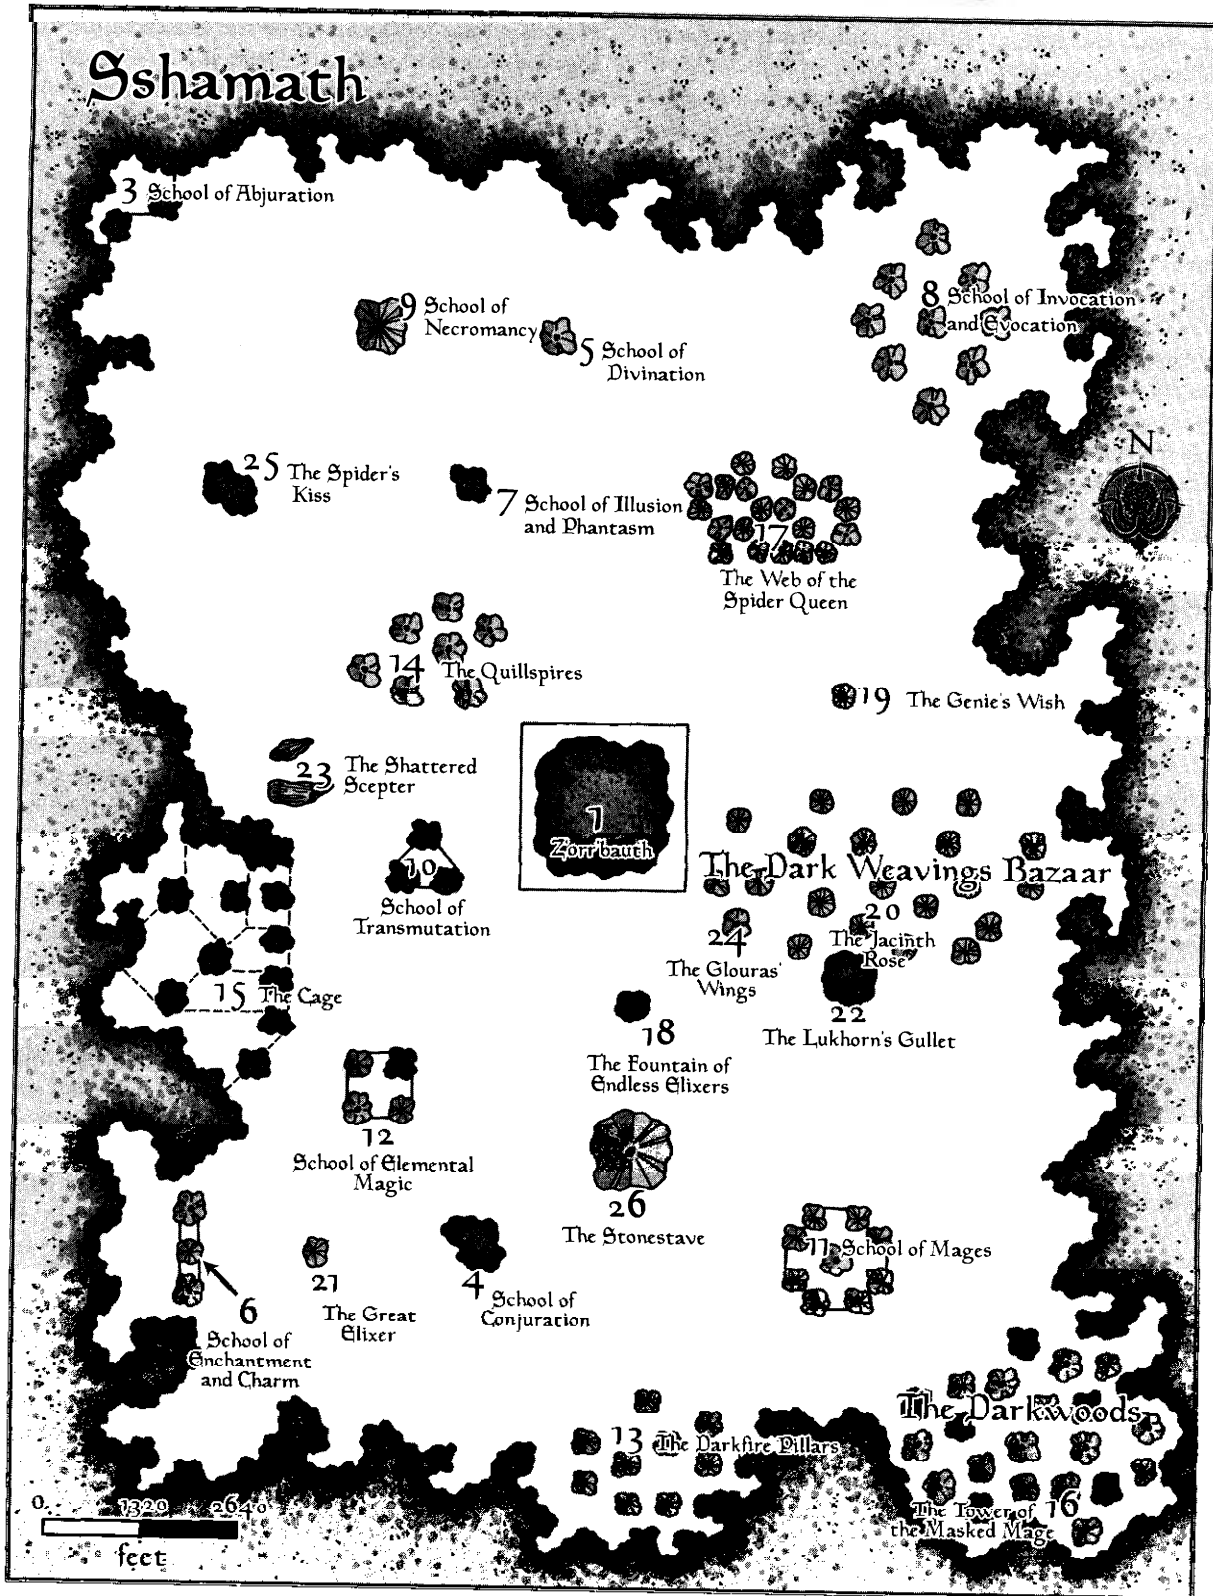 Sshamath
3 School of Abjuration
9 School of
Necromancy
5 School of
Divination
8 School of Invocation
and Evocation
N
25 The Spider's
Kiss
7 School of Illusion
and Phantasm
17
The Web of the
Spider Queen
14 The Quillspires
19 The Genie's Wish
23 The Shattered
Scepter
1
Zorr'bauth
10
School of
Transmutation
The Dark Weavings Bazaar
20
The Jacinth
Rose
24
The Glouras'
Wings
22
The Lukhorn's Gullet
15 The Cage
18
The Fountain of
Endless Elixers
12
School of Elemental
Magic
26
The Stonestave
11 School of Mages
21
The Great
Elixer
4 School of
Conjuration
6
School of
Enchantment
and Charm
The Darkwoods
13 The Darkfire Pillars
The Tower of 16
the Masked Mage
0 1320 2640
feet